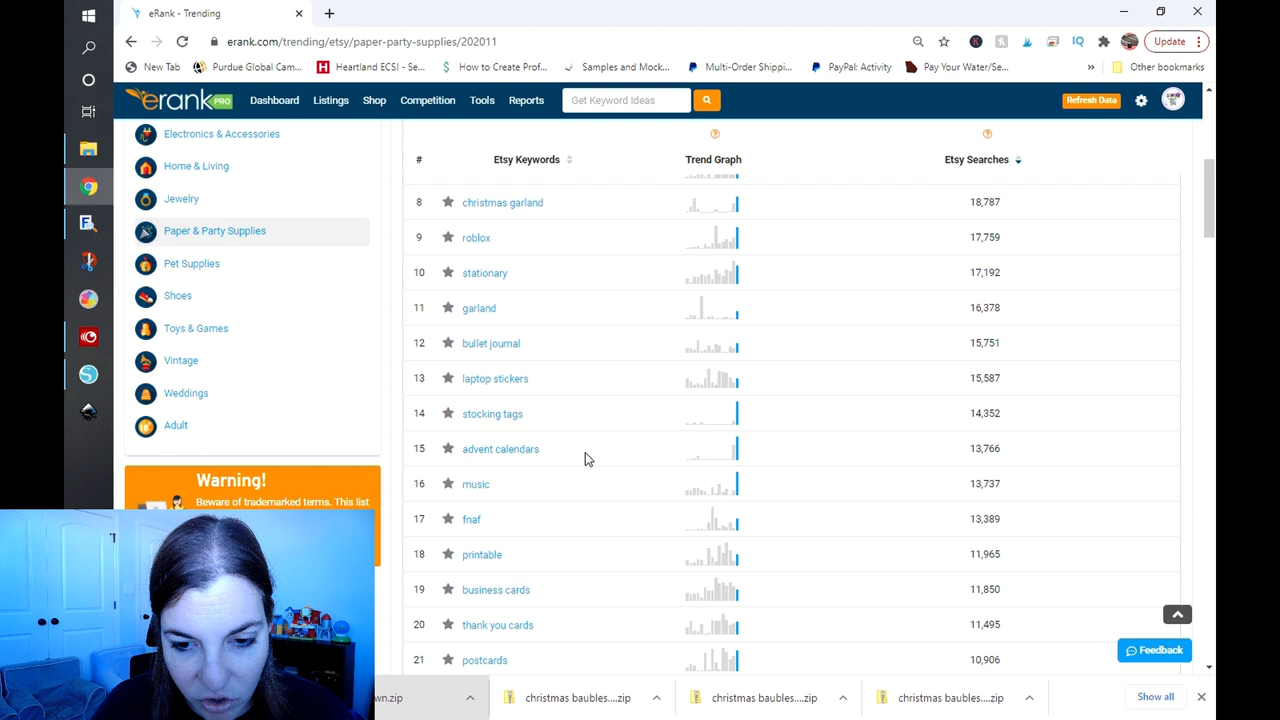 eRank - Trending
erank.com/trending/etsy/paper-party-supplies/202011
Update
New Tab
Purdue Global Cam...
Heartland ECSI - Se...
How to Create Prof...
Samples and Mock...
Multi-Order Shippi...
PayPal: Activity
Pay Your Water/Se...
Other bookmarks
eRank PRO
Dashboard
Listings
Shop
Competition
Tools
Reports
Get Keyword Ideas
Refresh Data
Electronics & Accessories
Home & Living
Jewelry
Paper & Party Supplies
Pet Supplies
Shoes
Toys & Games
Vintage
Weddings
Adult
Warning!
Beware of trademarked terms. This list
# Etsy Keywords Trend Graph Etsy Searches
8 christmas garland 18,787
9 roblox 17,759
10 stationary 17,192
11 garland 16,378
12 bullet journal 15,751
13 laptop stickers 15,587
14 stocking tags 14,352
15 advent calendars 13,766
16 music 13,737
17 fnaf 13,389
18 printable 11,965
19 business cards 11,850
20 thank you cards 11,495
21 postcards 10,906
Feedback
wn.zip
christmas baubles....zip
christmas baubles....zip
christmas baubles....zip
Show all